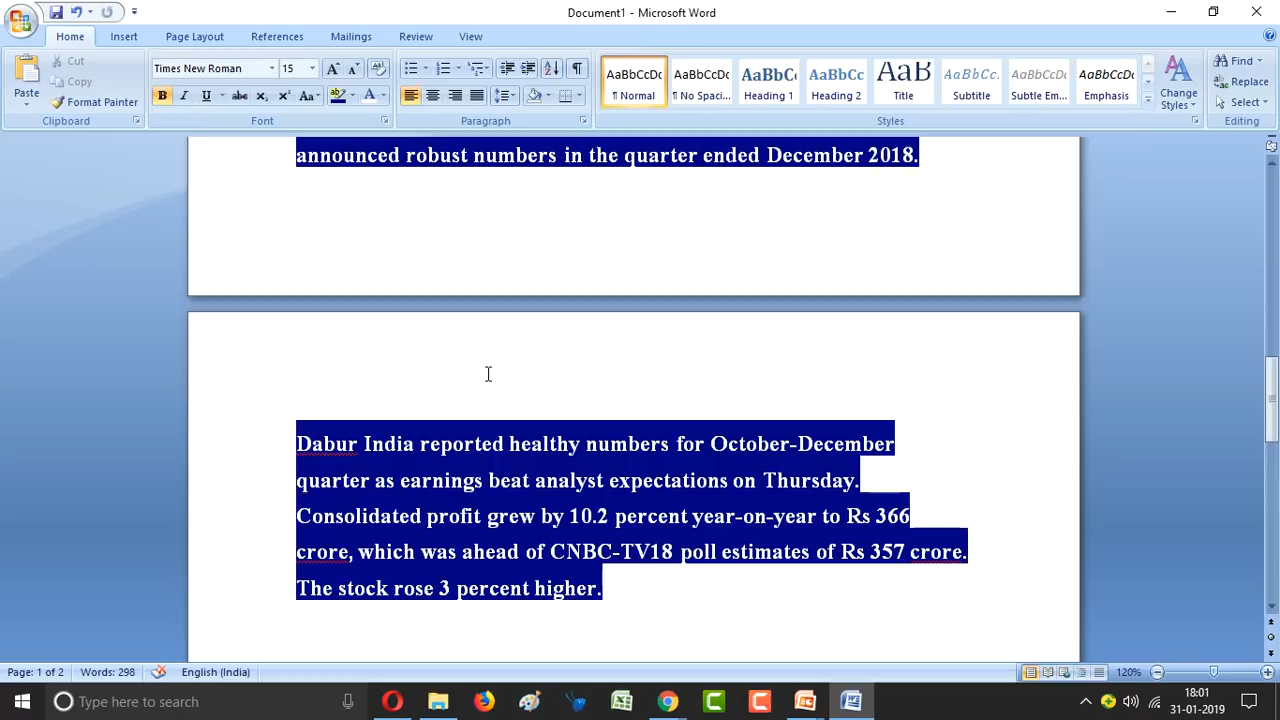 Document1 - Microsoft Word
Home Insert Page Layout References Mailings Review View
Paste
Cut
Copy
Format Painter
Clipboard
Times New Roman 15
B I U abc x₂ x² Aa A
Font
Paragraph
AaBbCcDc AaBbCcDc AaBbC AaBbCc AaB AaBbCc. AaBbCcDc AaBbCcDc
¶ Normal ¶ No Spaci... Heading 1 Heading 2 Title Subtitle Subtle Em... Emphasis
Change
Styles
Styles
Find
Replace
Select
Editing
announced robust numbers in the quarter ended December 2018.
Dabur India reported healthy numbers for October-December
quarter as earnings beat analyst expectations on Thursday.
Consolidated profit grew by 10.2 percent year-on-year to Rs 366
crore, which was ahead of CNBC-TV18 poll estimates of Rs 357 crore.
The stock rose 3 percent higher.
Page: 1 of 2 Words: 298 English (India) 120%
Type here to search
18:01
31-01-2019